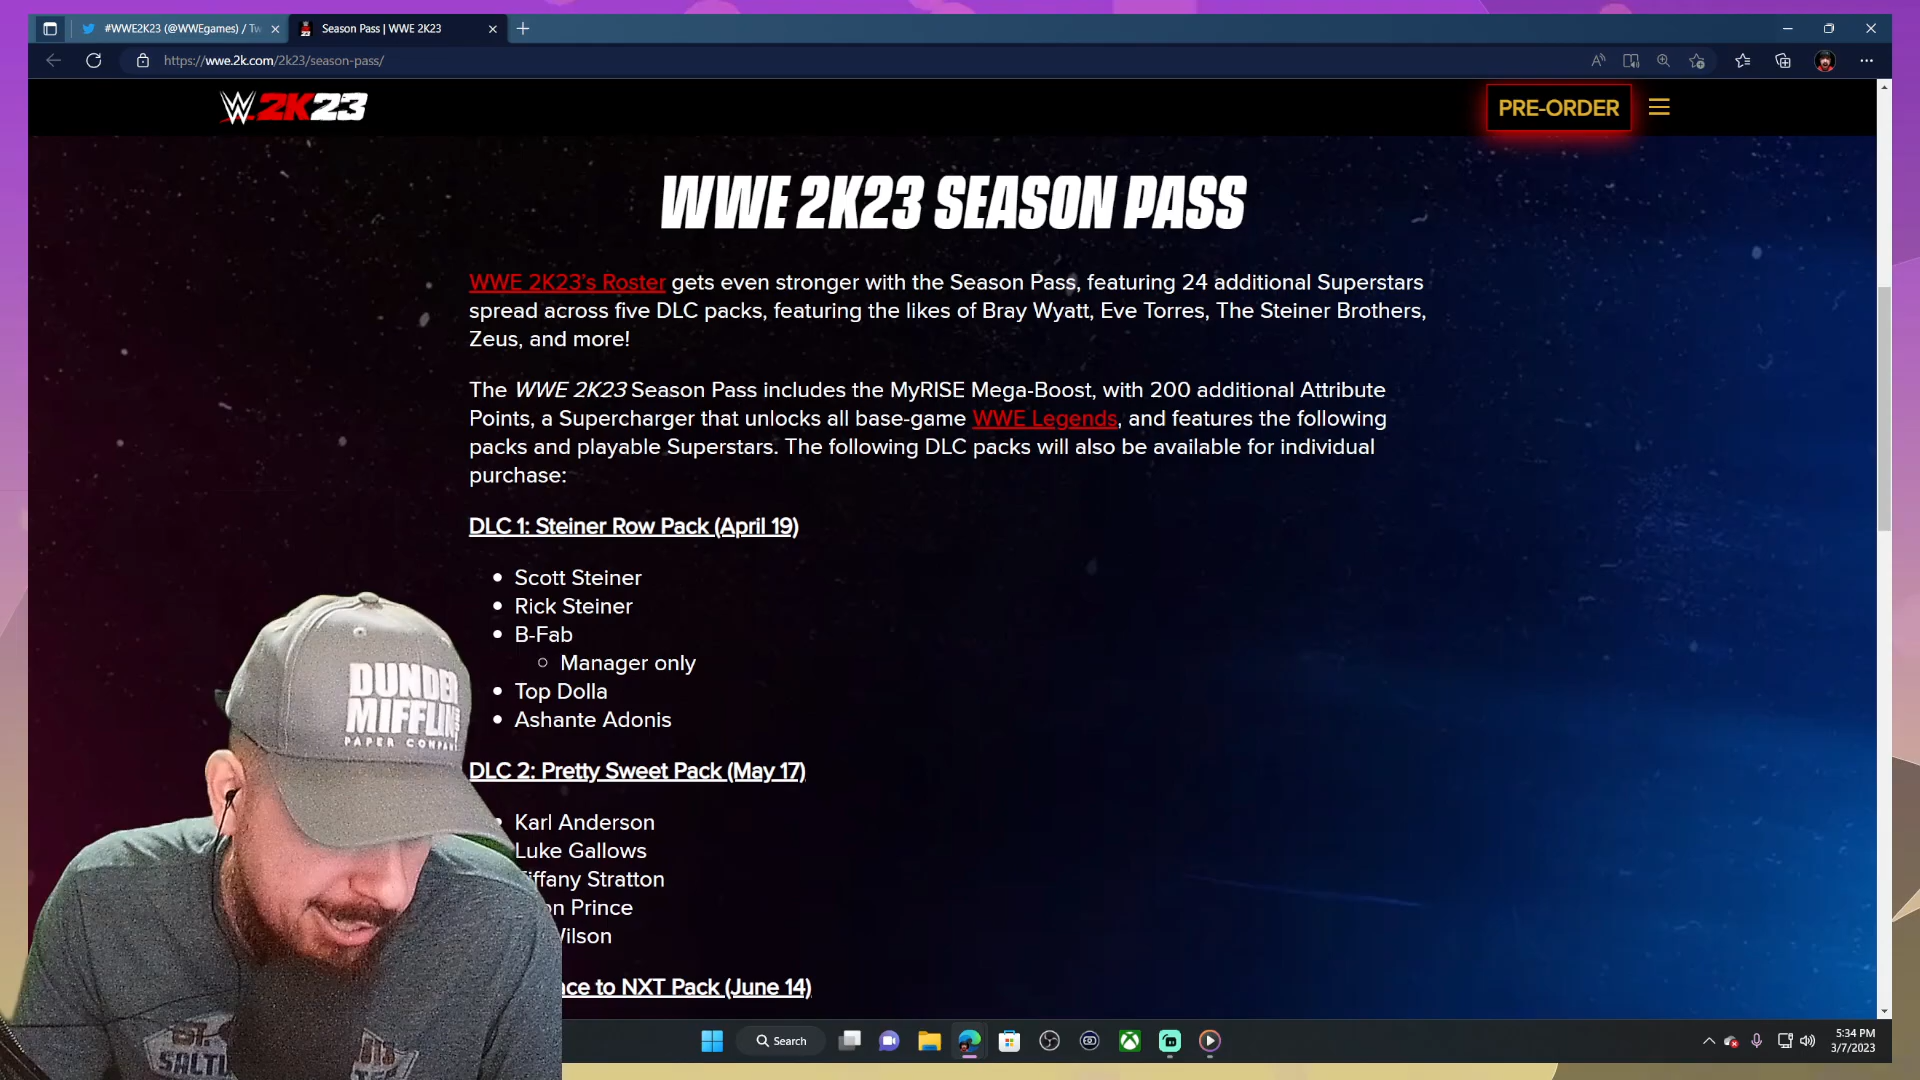 #WWE2K23 (@WWEgames) / Tw
Season Pass | WWE 2K23
https://wwe.2k.com/2k23/season-pass/
W 2K23
PRE-ORDER
WWE 2K23 SEASON PASS
WWE 2K23's Roster gets even stronger with the Season Pass, featuring 24 additional Superstars
spread across five DLC packs, featuring the likes of Bray Wyatt, Eve Torres, The Steiner Brothers,
Zeus, and more!
The WWE 2K23 Season Pass includes the MyRISE Mega-Boost, with 200 additional Attribute
Points, a Supercharger that unlocks all base-game WWE Legends, and features the following
packs and playable Superstars. The following DLC packs will also be available for individual
purchase:
DLC 1: Steiner Row Pack (April 19)
Scott Steiner
Rick Steiner
B-Fab
Manager only
Top Dolla
Ashante Adonis
DLC 2: Pretty Sweet Pack (May 17)
Karl Anderson
Luke Gallows
Tiffany Stratton
Prince
Wilson
to NXT Pack (June 14)
DUNDER
MIFFLIN
PAPER COMPANY
SALTI
Search
5:34 PM
3/7/2023